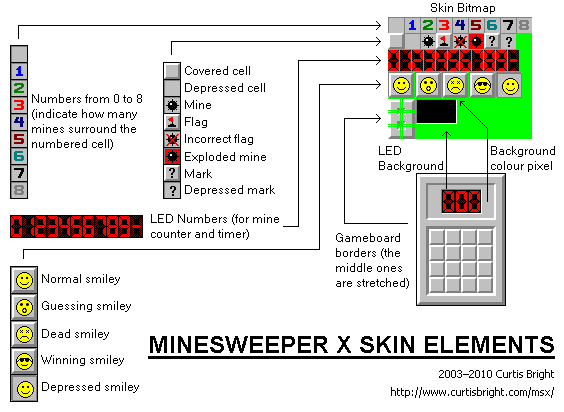 Skin Bitmap
1 2 3 4 5 6 7 8
? ?
0123456789-
1
2
3
4
5
6
7
8
Numbers from 0 to 8
(indicate how many
mines surround the
numbered cell)
Covered cell
Depressed cell
Mine
Flag
Incorrect flag
Exploded mine
? Mark
? Depressed mark
LED
Background
Background
colour pixel
000
0123456789-
LED Numbers (for mine
counter and timer)
Gameboard
borders (the
middle ones
are stretched)
Normal smiley
Guessing smiley
Dead smiley
Winning smiley
Depressed smiley
MINESWEEPER X SKIN ELEMENTS
2003–2010 Curtis Bright
http://www.curtisbright.com/msx/